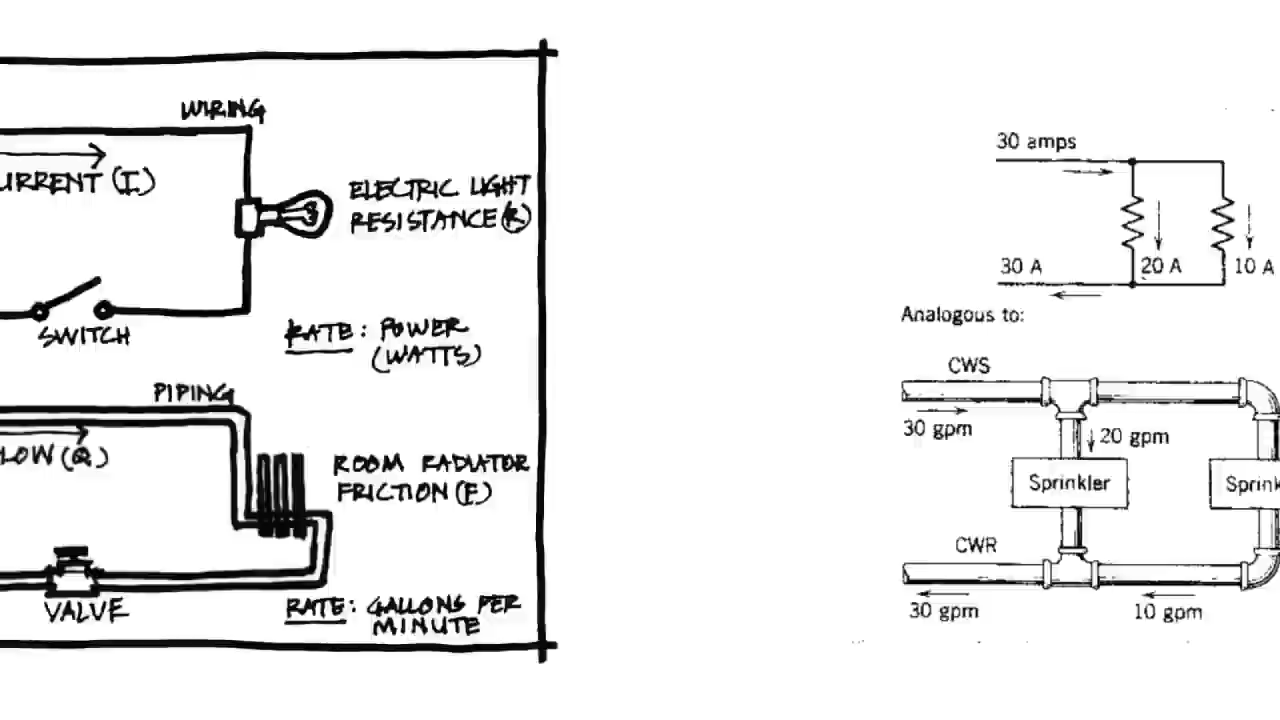 WIRING
URRENT (I)
ELECTRIC LIGHT
RESISTANCE (R)
SWITCH
RATE: POWER
(WATTS)
PIPING
LOW (Q)
ROOM RADIATOR
FRICTION (F)
VALVE
RATE: GALLONS PER
MINUTE
30 amps
30 A
20 A
10 A
Analogous to:
CWS
30 gpm
20 gpm
Sprinkler
Sprink
CWR
30 gpm
10 gpm